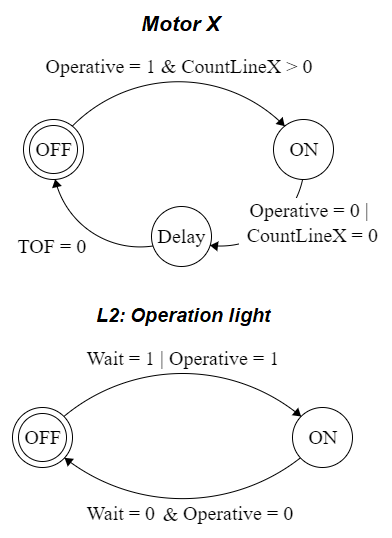 Motor X
Operative = 1 & CountLineX > 0
OFF
ON
Operative = 0 |
CountLineX = 0
Delay
TOF = 0
L2: Operation light
Wait = 1 | Operative = 1
OFF
ON
Wait = 0 & Operative = 0